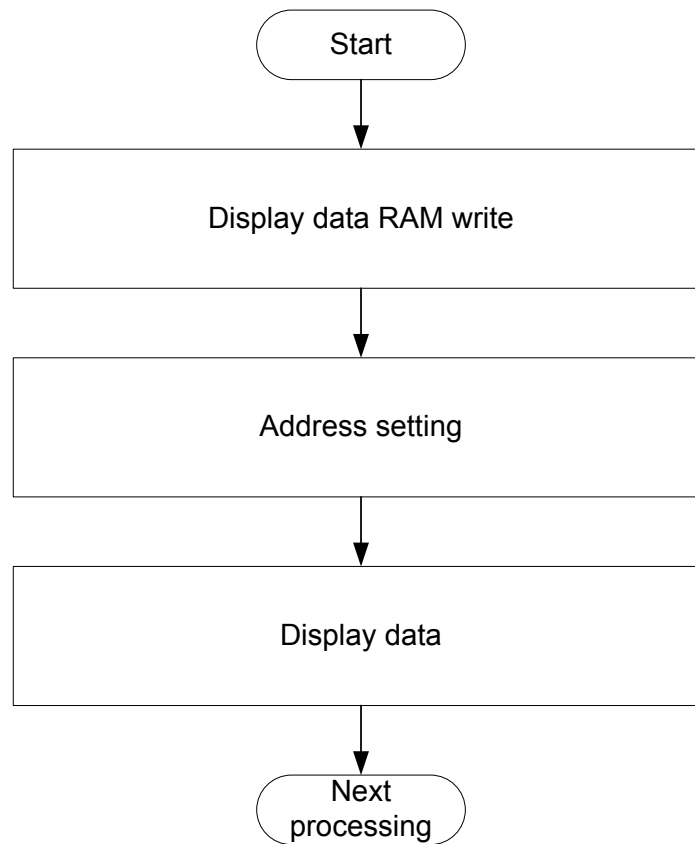 Start
Display data RAM write
Address setting
Display data
Next
processing